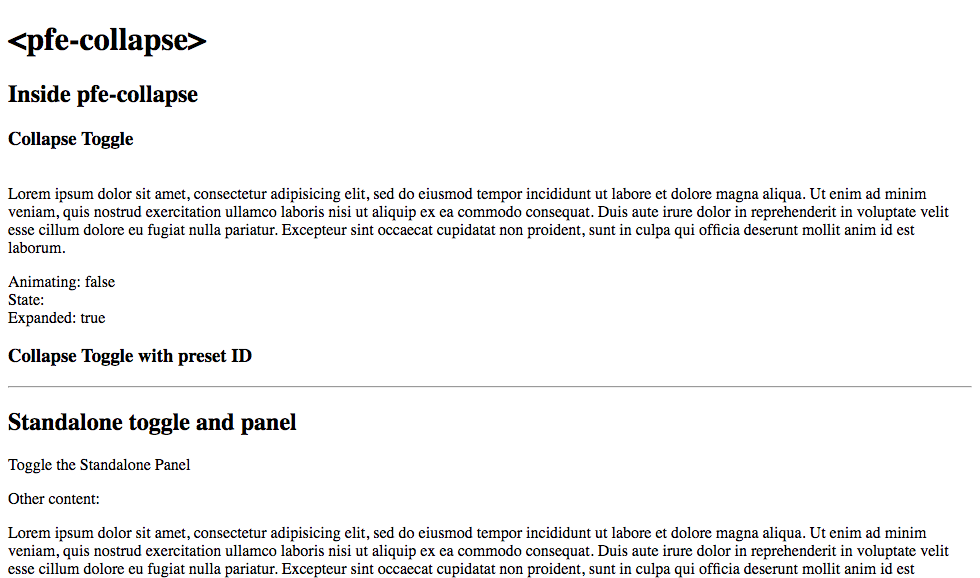 <pfe-collapse>
Inside pfe-collapse
Collapse Toggle
Lorem ipsum dolor sit amet, consectetur adipisicing elit, sed do eiusmod tempor incididunt ut labore et dolore magna aliqua. Ut enim ad minim
veniam, quis nostrud exercitation ullamco laboris nisi ut aliquip ex ea commodo consequat. Duis aute irure dolor in reprehenderit in voluptate velit
esse cillum dolore eu fugiat nulla pariatur. Excepteur sint occaecat cupidatat non proident, sunt in culpa qui officia deserunt mollit anim id est
laborum.
Animating: false
State:
Expanded: true
Collapse Toggle with preset ID
Standalone toggle and panel
Toggle the Standalone Panel
Other content:
Lorem ipsum dolor sit amet, consectetur adipisicing elit, sed do eiusmod tempor incididunt ut labore et dolore magna aliqua. Ut enim ad minim
veniam, quis nostrud exercitation ullamco laboris nisi ut aliquip ex ea commodo consequat. Duis aute irure dolor in reprehenderit in voluptate velit
esse cillum dolore eu fugiat nulla pariatur. Excepteur sint occaecat cupidatat non proident, sunt in culpa qui officia deserunt mollit anim id est